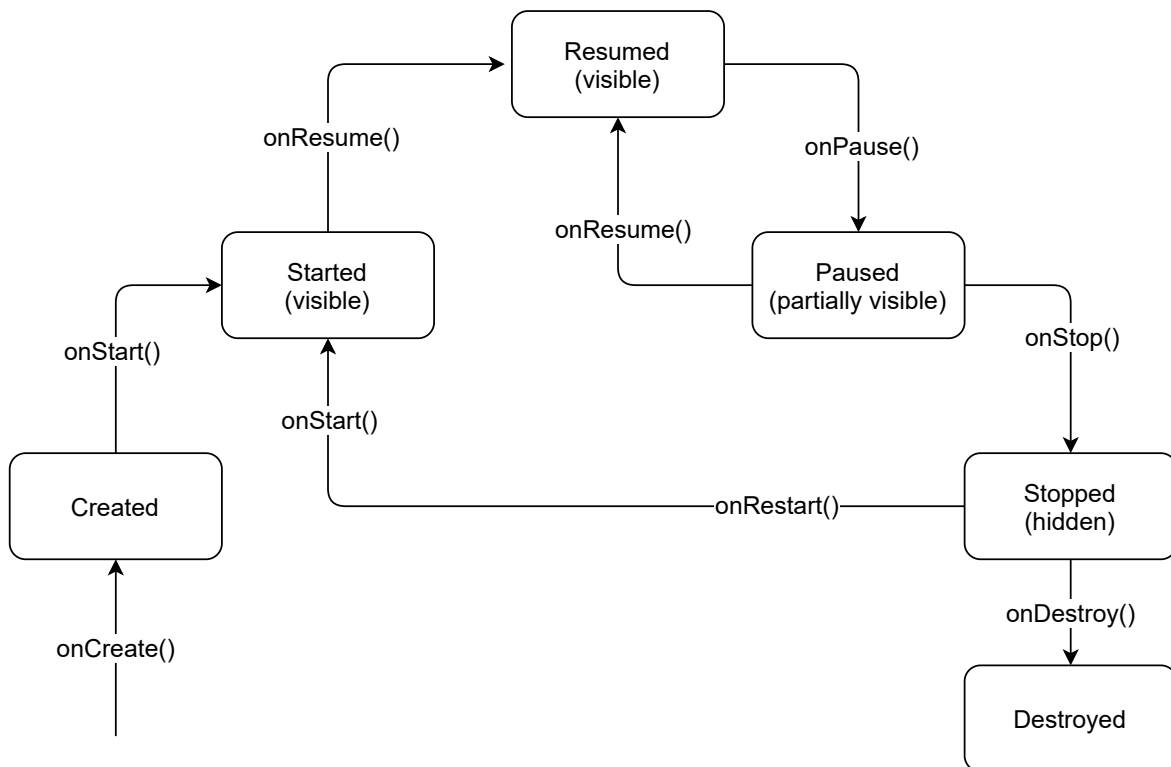 Resumed
(visible)
onResume()
onPause()
onResume()
Started
(visible)
Paused
(partially visible)
onStart()
onStop()
onStart()
Created
onRestart()
Stopped
(hidden)
onCreate()
onDestroy()
Destroyed